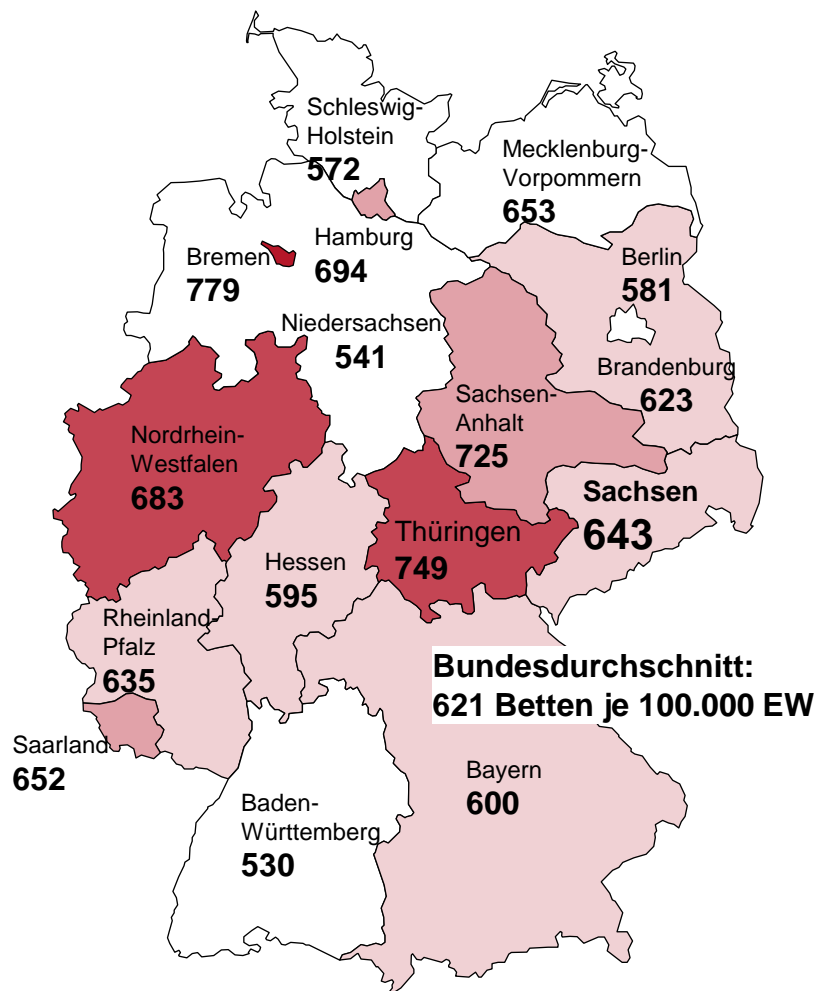 Schleswig-
Holstein
572
Mecklenburg-
Vorpommern
653
Hamburg
694
Bremen
779
Berlin
581
Niedersachsen
541
Brandenburg
623
Sachsen-
Anhalt
725
Nordrhein-
Westfalen
683
Sachsen
643
Thüringen
749
Hessen
595
Rheinland-
Pfalz
635
Bundesdurchschnitt:
621 Betten je 100.000 EW
Saarland
652
Bayern
600
Baden-
Württemberg
530